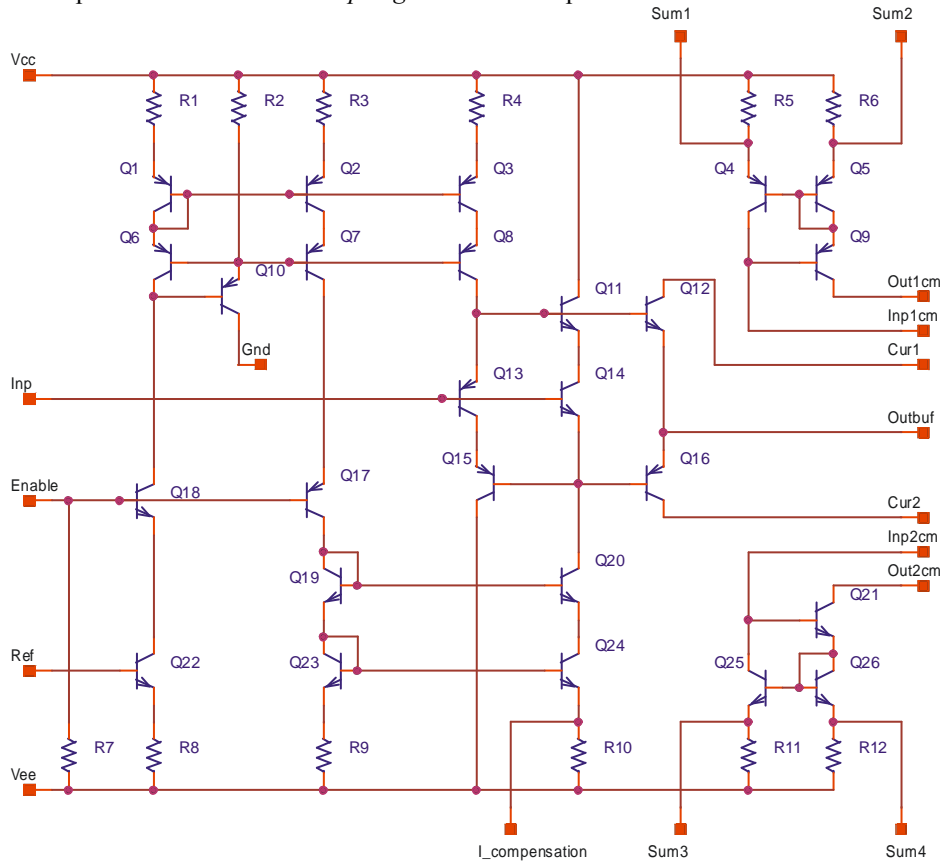 Sum1 Sum2
Vcc
R1 R2 R3 R4 R5 R6
Q1 Q2 Q3 Q4 Q5
Q6 Q7 Q8 Q9
Q10
Q11 Q12 Out1cm
Inp1cm
Gnd Q13 Q14 Cur1
Inp
Outbuf
Q15 Q16
Enable Q18 Q17
Cur2
Inp2cm
Q19 Q20 Out2cm
Q21
Ref Q22 Q23 Q24 Q25 Q26
R7 R8 R9 R10 R11 R12
Vee
I_compensation Sum3 Sum4